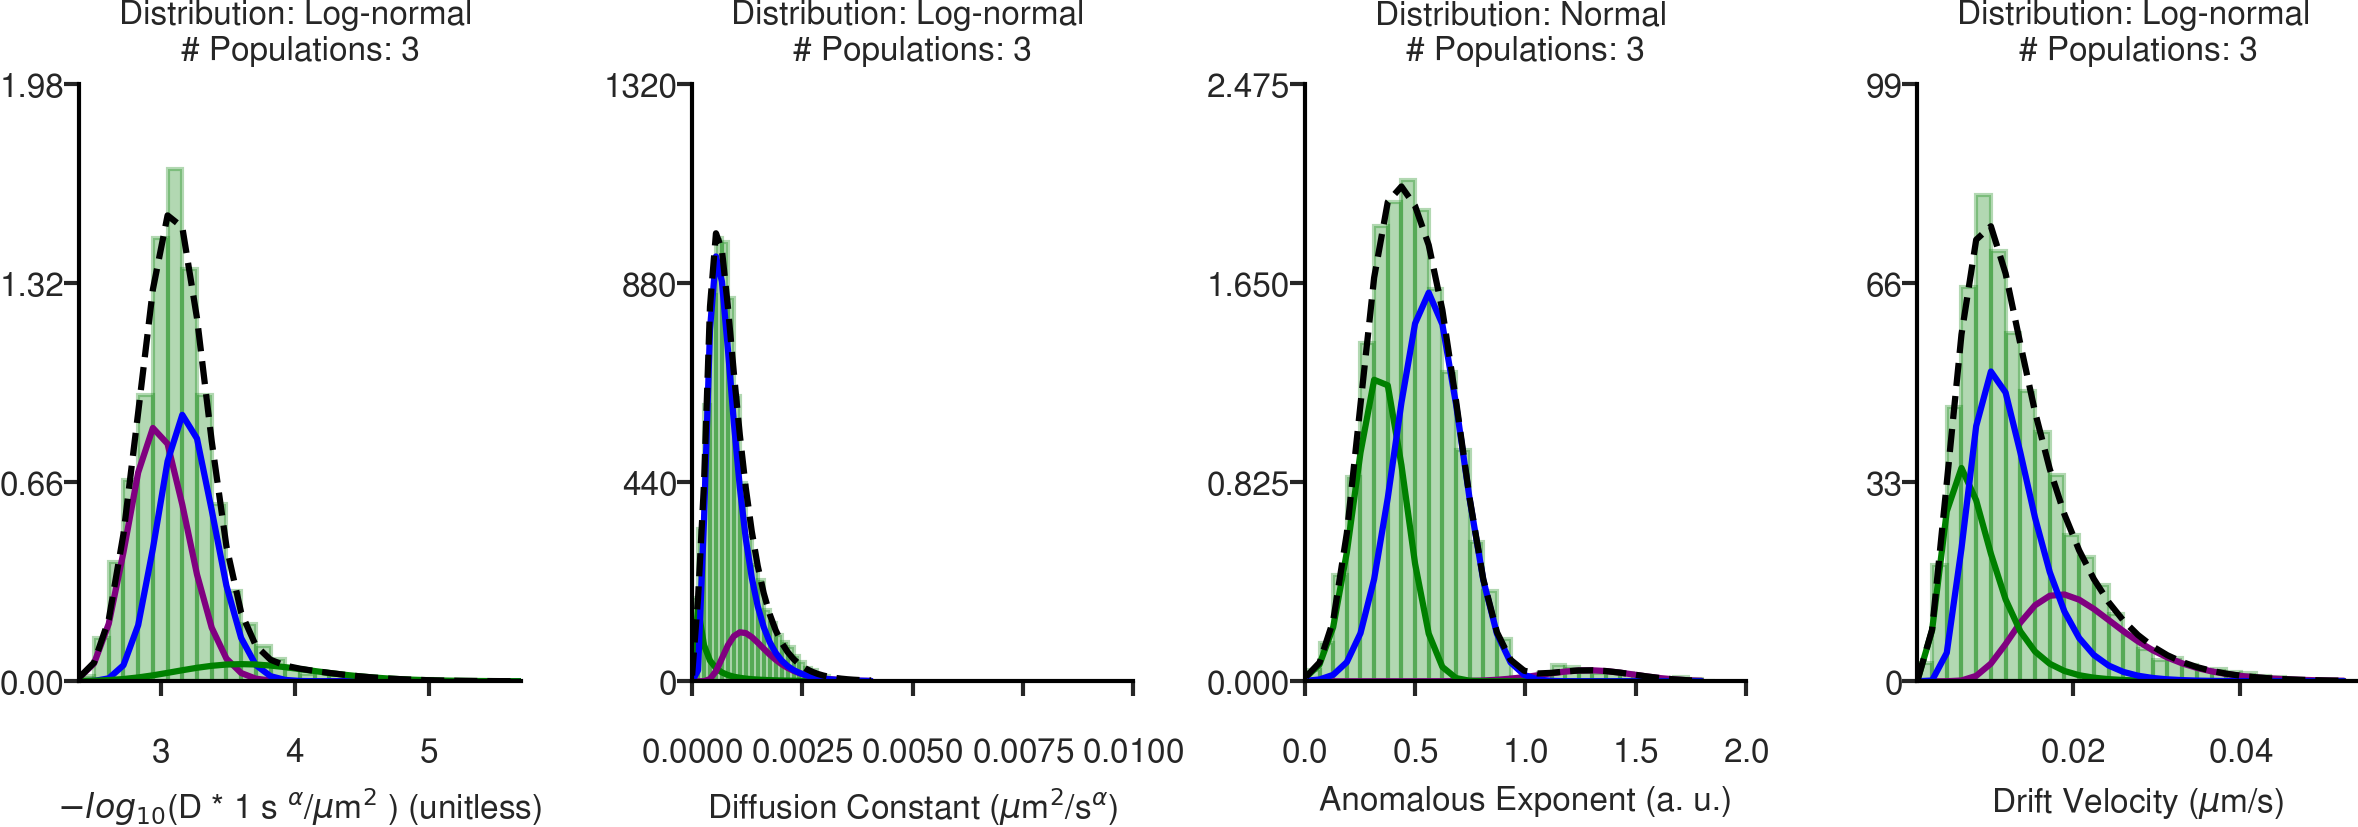 Distribution: Log-normal
# Populations: 3
1.98
1.32
0.66
0.00
3 4 5
−log₁₀(D * 1 s ᵅ/μm² ) (unitless)
Distribution: Log-normal
# Populations: 3
1320
880
440
0
0.0000 0.0025 0.0050 0.0075 0.0100
Diffusion Constant (μm²/sᵅ)
Distribution: Normal
# Populations: 3
2.475
1.650
0.825
0.000
0.0 0.5 1.0 1.5 2.0
Anomalous Exponent (a. u.)
Distribution: Log-normal
# Populations: 3
99
66
33
0
0.02 0.04
Drift Velocity (μm/s)